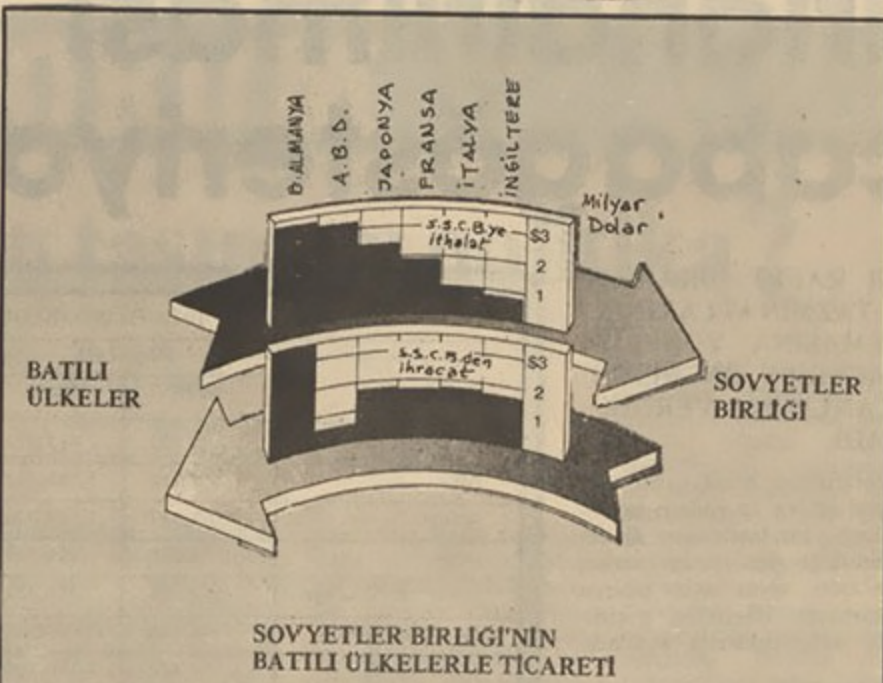 B.ALMANYA
A.B.D.
JAPONYA
FRANSA
İTALYA
İNGİLTERE
Milyar
Dolar
S.S.C.B.ye
ithalat
$3
2
1
S.S.C.B.den
ihracat
$3
2
1
BATILI
ÜLKELER
SOVYETLER
BİRLİĞİ
SOVYETLER BİRLİĞİ'NİN
BATILI ÜLKELERLE TİCARETİ